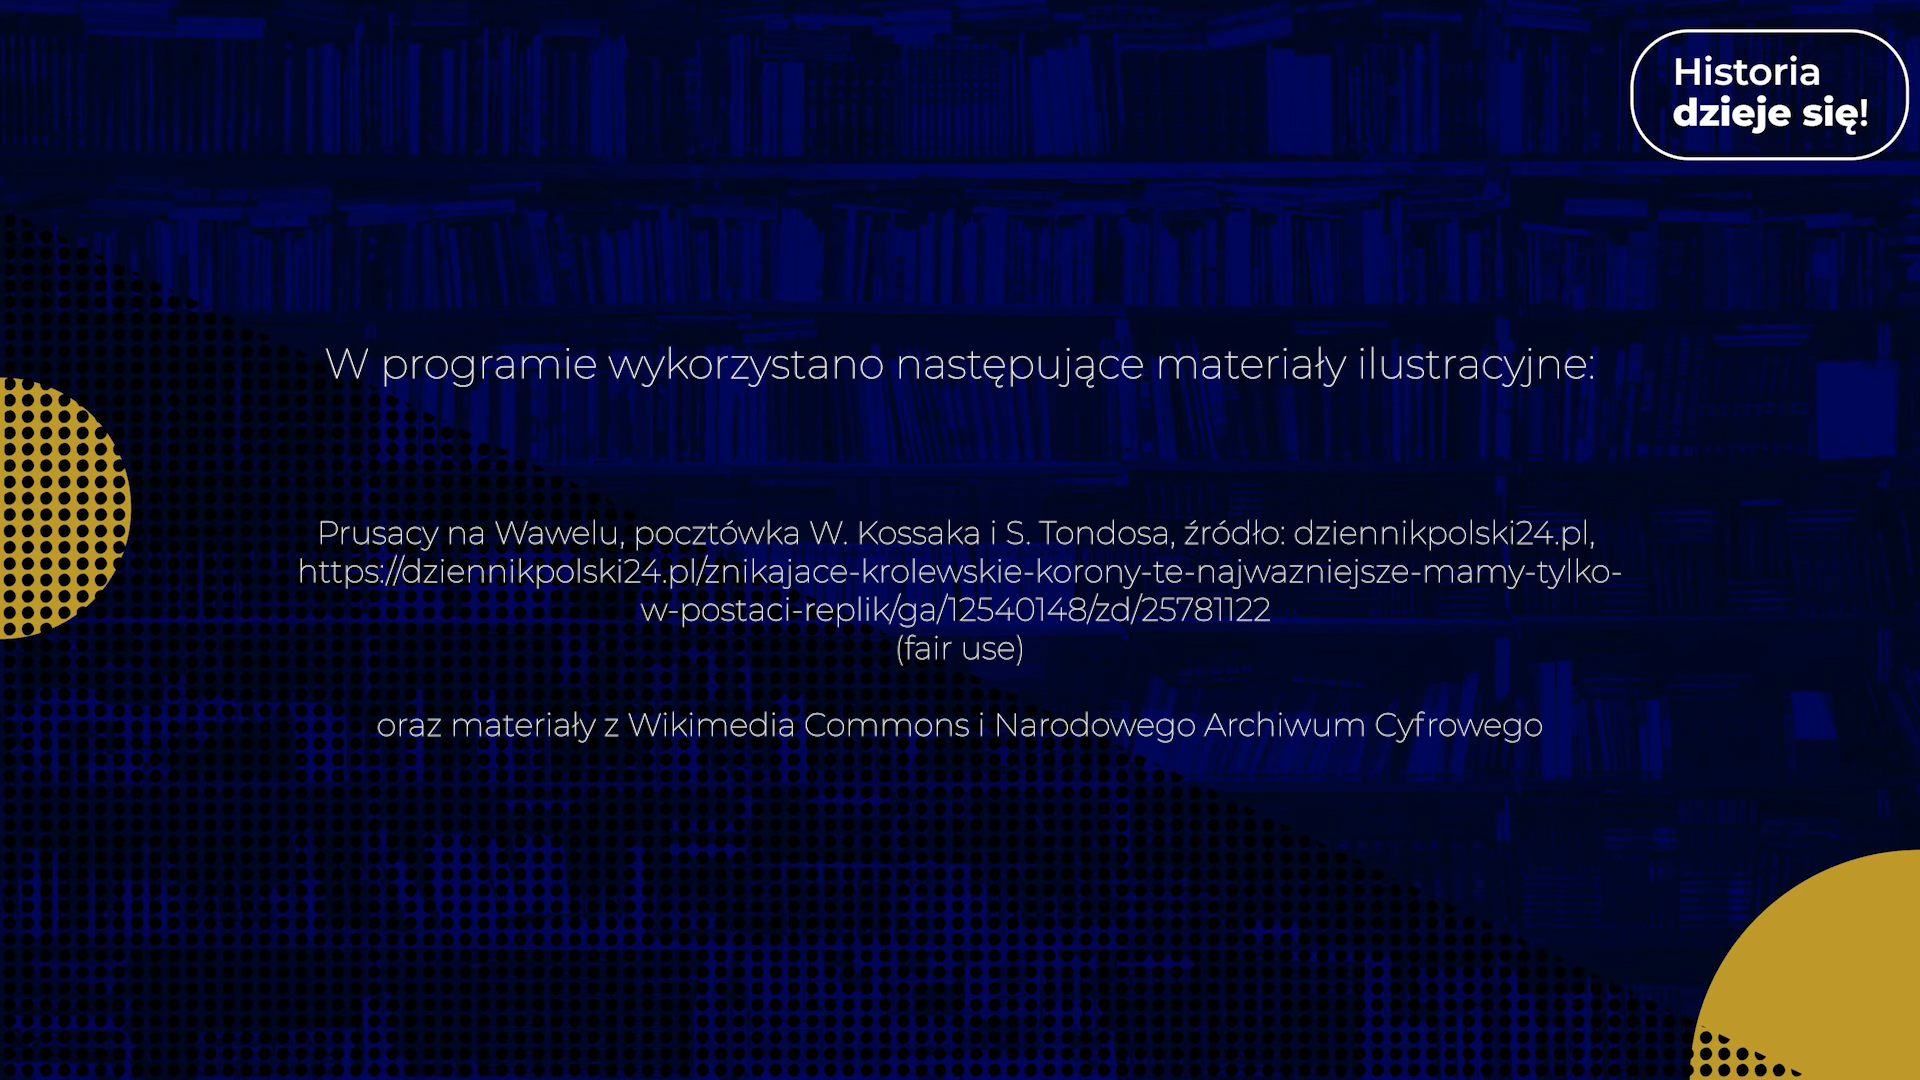 Historia
dzieje się!
W programie wykorzystano następujące materiały ilustracyjne:
Prusacy na Wawelu, pocztówka W. Kossaka i S. Tondosa, źródło: dziennikpolski24.pl,
https://dziennikpolski24.pl/znikajace-krolewskie-korony-te-najwazniejsze-mamy-tylko-
w-postaci-replik/ga/12540148/zd/25781122
(fair use)
oraz materiały z Wikimedia Commons i Narodowego Archiwum Cyfrowego